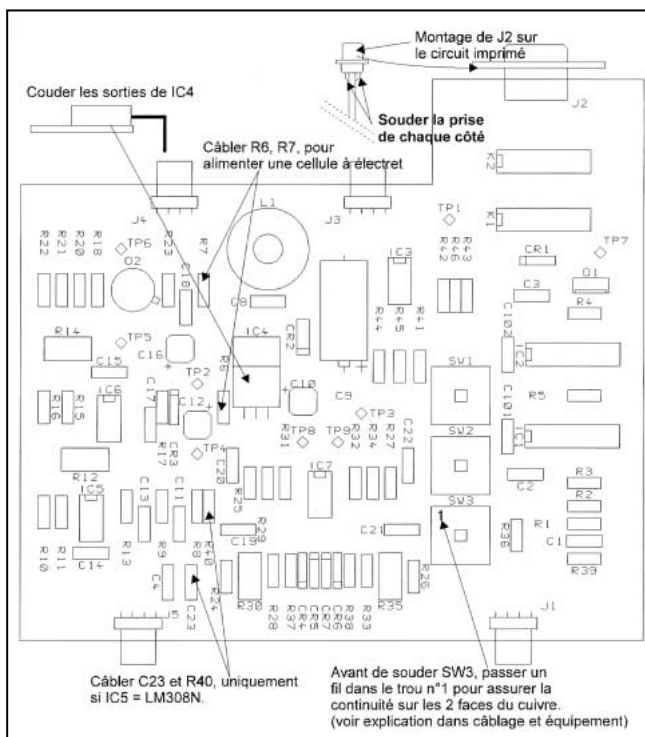 Montage de J2 sur
le circuit imprimé
J2
Couder les sorties de IC4
Souder la prise
de chaque côté
Câbler R6, R7, pour
alimenter une cellule à électret
K2
J4
L1
J3
TP1
K1
R22
R21
R20
R18
TP6
Q2
R23
R7
C18
IC3
R42
R46
R43
CR1
TP7
C3
Q1
R4
C8
R14
TP5
C16
IC4
CR2
R44
R45
R41
C102
IC2
C15
TP2
R6
SW1
R16
R15
IC6
C17
C12
C10
C9
TP3
R5
R17
CR3
TP4
R31
TP8
TP9
R32
R34
R27
C22
SW2
C101
IC1
R12
C20
R25
IC7
C2
R3
IC5
C13
C11
SW3
1
R2
R10
R11
C14
R13
R9
R8
R40
R29
C19
C21
R36
R1
C1
C4
C23
R24
R30
R28
R37
CR4
CR5
CR7
CR6
R38
R33
R35
R26
R39
J5
J1
Câbler C23 et R40, uniquement
si IC5 = LM308N.
Avant de souder SW3, passer un
fil dans le trou n°1 pour assurer la
continuité sur les 2 faces du cuivre.
(voir explication dans câblage et équipement)